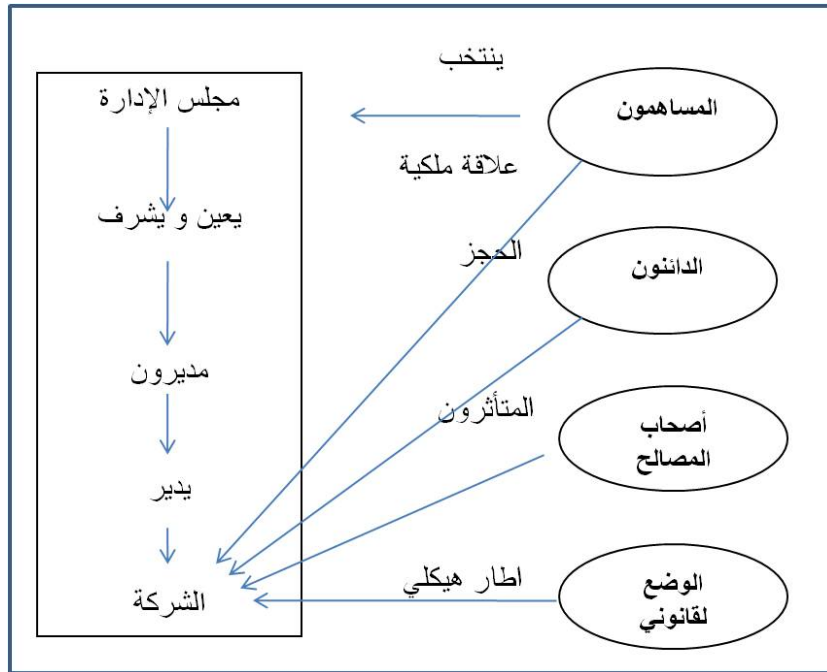 ينتخب
المساهمون
مجلس الإدارة
علاقة ملكية
يعين و يشرف
الحجز
الدائنون
مديرون
المتأثرون
أصحاب
المصالح
يدير
اطار هيكلي
الوضع
لقانوني
الشركة